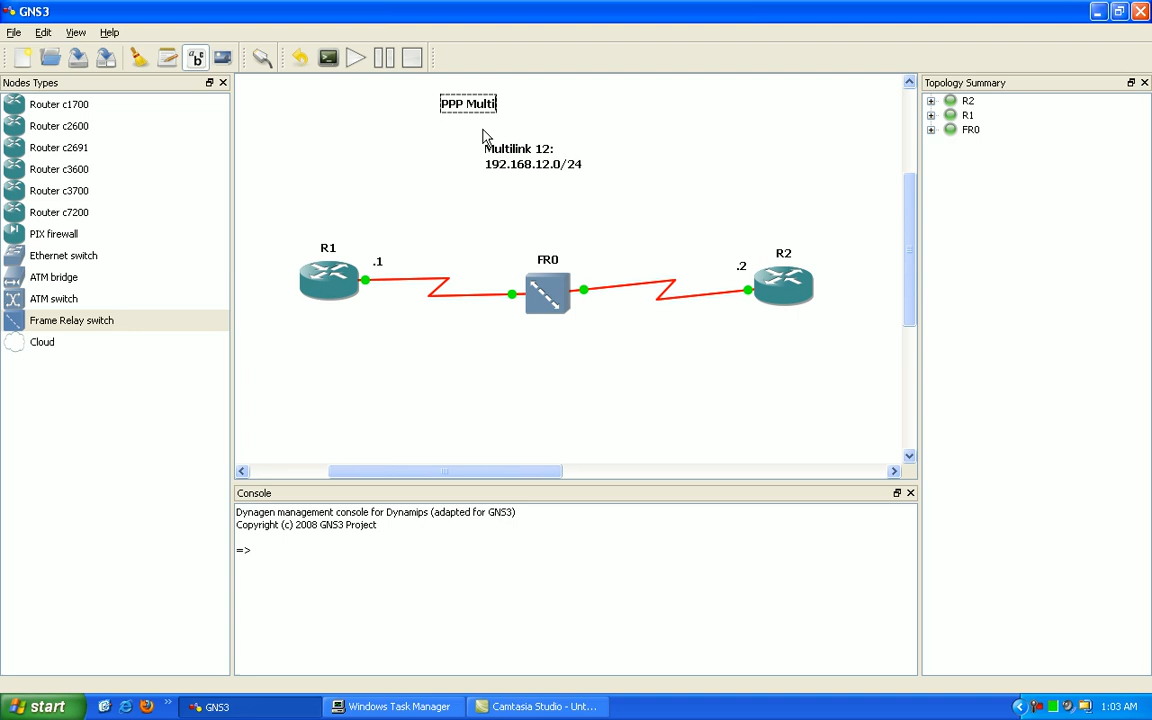 GNS3
File Edit View Help
Nodes Types
Router c1700
Router c2600
Router c2691
Router c3600
Router c3700
Router c7200
PIX firewall
Ethernet switch
ATM bridge
ATM switch
Frame Relay switch
Cloud
PPP Multi
Multilink 12:
192.168.12.0/24
R1
.1
FR0
.2
R2
Topology Summary
R2
R1
FR0
Console
Dynagen management console for Dynamips (adapted for GNS3)
Copyright (c) 2008 GNS3 Project
=>
start
GNS3
Windows Task Manager
Camtasia Studio - Unt...
1:03 AM